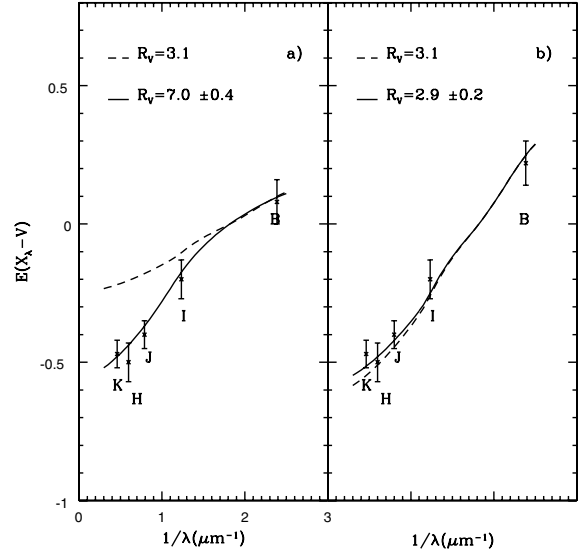 R_V=3.1 a)
R_V=7.0 ±0.4
R_V=3.1 b)
R_V=2.9 ±0.2
0.5
0
-0.5
-1
E(X_λ-V)
B
I
J
K
H
B
I
J
K
H
0 1 2 3
1/λ(μm⁻¹) 1/λ(μm⁻¹)